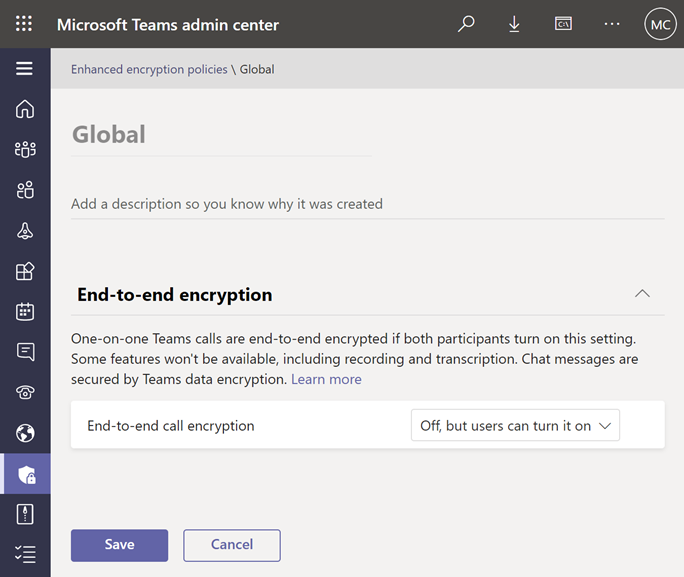 Microsoft Teams admin center
C:\
MC
Enhanced encryption policies \ Global
Global
Add a description so you know why it was created
End-to-end encryption
One-on-one Teams calls are end-to-end encrypted if both participants turn on this setting.
Some features won't be available, including recording and transcription. Chat messages are
secured by Teams data encryption. Learn more
End-to-end call encryption
Off, but users can turn it on
Save
Cancel